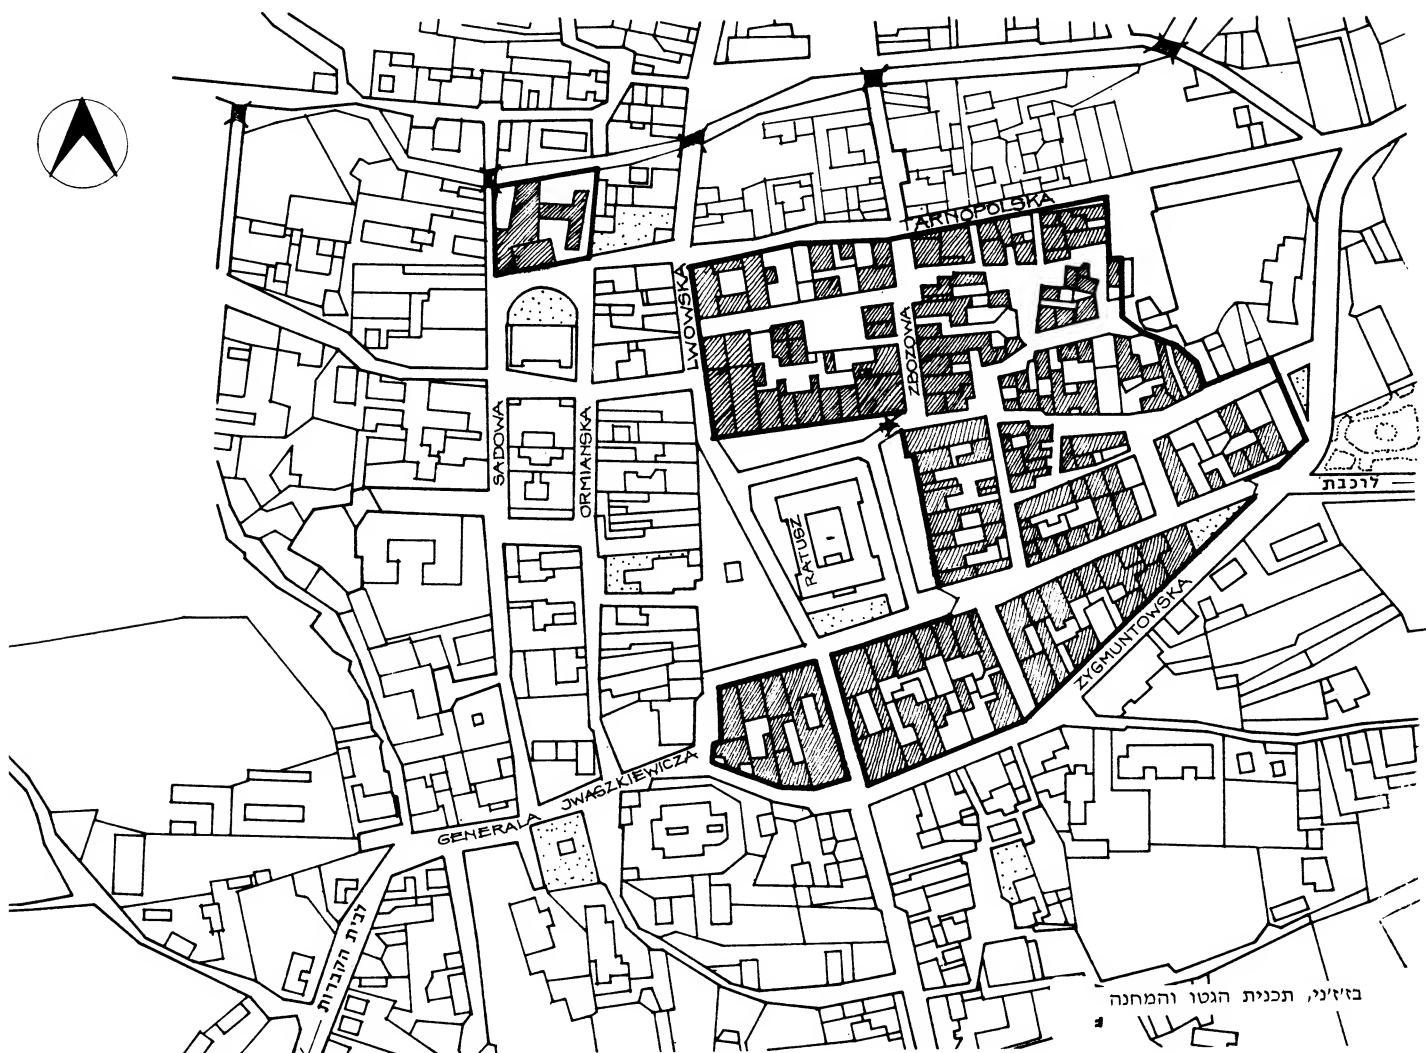 TARNOPOLSKA
LWOWSKA
ZBOZOWA
SADOWA
ORMIANSKA
RATUSZ
לרכבת
ZYGMUNTOWSKA
GENERALA JWASZKIEWICZA
לבית הקברות
בז'ז'ני, תכנית הגטו והמחנה